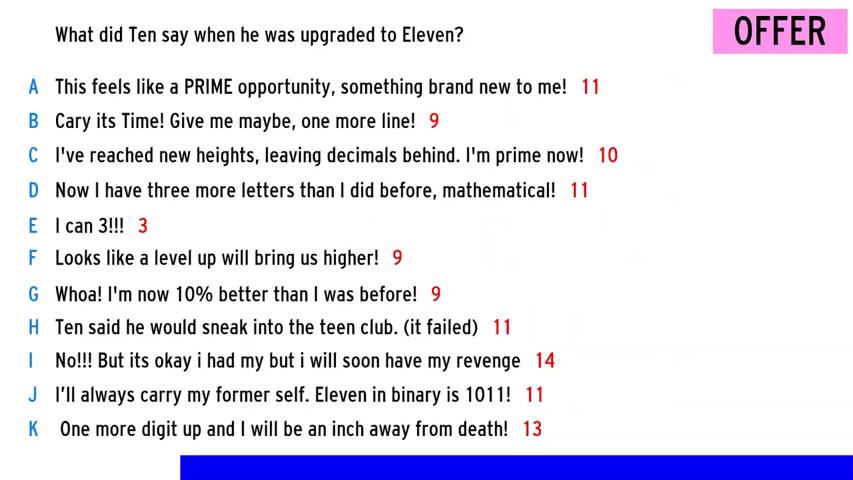 What did Ten say when he was upgraded to Eleven?
OFFER
A This feels like a PRIME opportunity, something brand new to me! 11
B Cary its Time! Give me maybe, one more line! 9
C I've reached new heights, leaving decimals behind. I'm prime now! 10
D Now I have three more letters than I did before, mathematical! 11
E I can 3!!! 3
F Looks like a level up will bring us higher! 9
G Whoa! I'm now 10% better than I was before! 9
H Ten said he would sneak into the teen club. (it failed) 11
I No!!! But its okay i had my but i will soon have my revenge 14
J I'll always carry my former self. Eleven in binary is 1011! 11
K One more digit up and I will be an inch away from death! 13